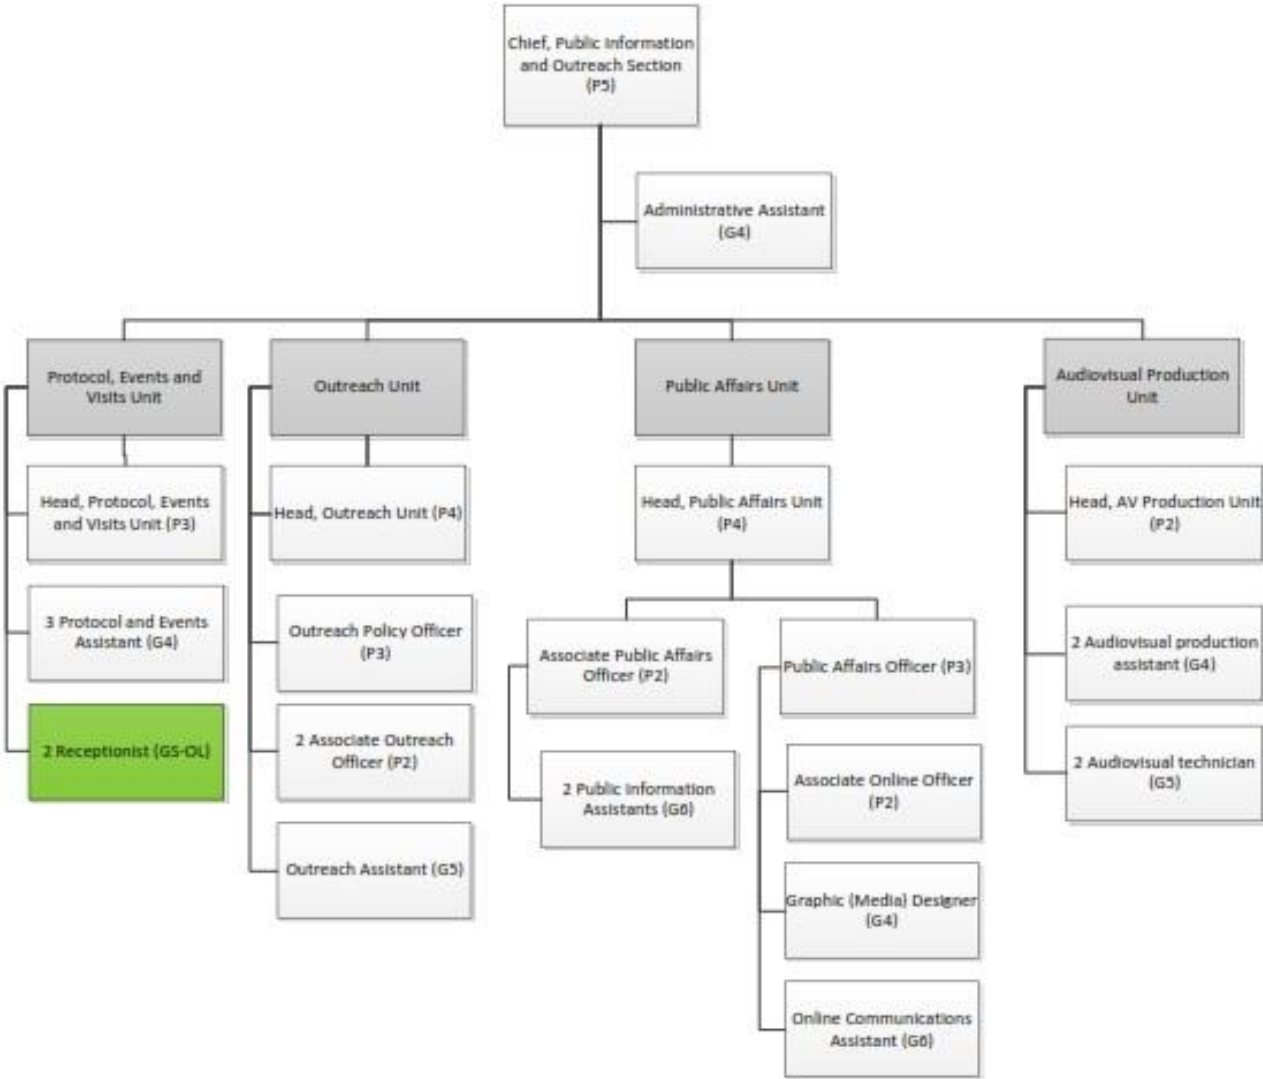 Chief, Public Information
and Outreach Section
(P5)
Administrative Assistant
(G4)
Protocol, Events and
Visits Unit
Outreach Unit
Public Affairs Unit
Audiovisual Production
Unit
Head, Protocol, Events
and Visits Unit (P3)
Head, Outreach Unit (P4)
Head, Public Affairs Unit
(P4)
Head, AV Production Unit
(P2)
3 Protocol and Events
Assistant (G4)
Outreach Policy Officer
(P3)
Associate Public Affairs
Officer (P2)
Public Affairs Officer (P3)
2 Audiovisual production
assistant (G4)
2 Receptionist (GS-OL)
2 Associate Outreach
Officer (P2)
2 Public Information
Assistants (G6)
Associate Online Officer
(P2)
2 Audiovisual technician
(G5)
Outreach Assistant (G5)
Graphic (Media) Designer
(G4)
Online Communications
Assistant (G6)